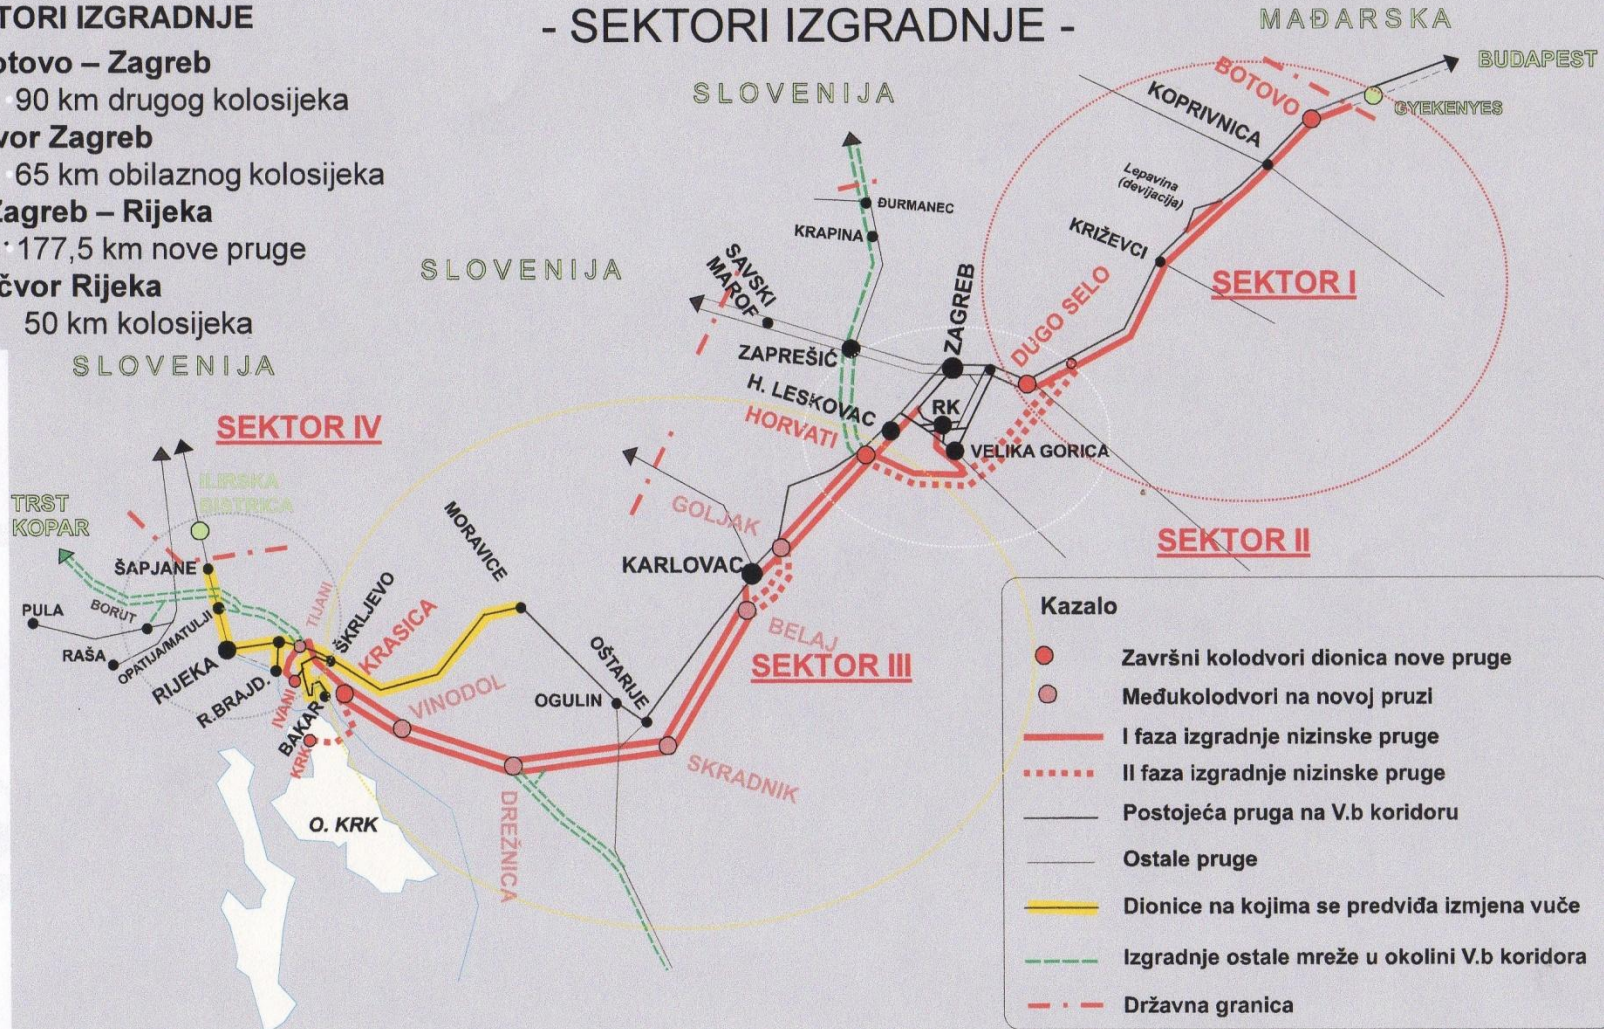 TORI IZGRADNJE
otovo – Zagreb
90 km drugog kolosijeka
vor Zagreb
65 km obilaznog kolosijeka
Zagreb – Rijeka
177,5 km nove pruge
čvor Rijeka
50 km kolosijeka
- SEKTORI IZGRADNJE -
MAĐARSKA
BUDAPEST
GYEKENYES
BOTOVO
KOPRIVNICA
Lepavina
(devijacija)
KRIŽEVCI
SEKTOR I
DUGO SELO
SLOVENIJA
ĐURMANEC
KRAPINA
SLOVENIJA
SAVSKI
MAROF
ZAPREŠIĆ
ZAGREB
H. LESKOVAC
RK
HORVATI
VELIKA GORICA
SEKTOR II
SLOVENIJA
SEKTOR IV
ILIRSKA
BISTRICA
TRST
KOPAR
ŠAPJANE
PULA
BORUT
RAŠA
OPATIJA/MATULJI
RIJEKA
R.BRAJD.
TIJANI
IVANI
ŠKRLJEVO
KRASICA
BAKAR
KRK
O. KRK
VINODOL
MORAVICE
GOLJAK
KARLOVAC
BELAJ
SEKTOR III
OŠTARIJE
OGULIN
SKRADNIK
DREŽNICA
Kazalo
Završni kolodvori dionica nove pruge
Međukolodvori na novoj pruzi
I faza izgradnje nizinske pruge
II faza izgradnje nizinske pruge
Postojeća pruga na V.b koridoru
Ostale pruge
Dionice na kojima se predviđa izmjena vuče
Izgradnje ostale mreže u okolini V.b koridora
Državna granica